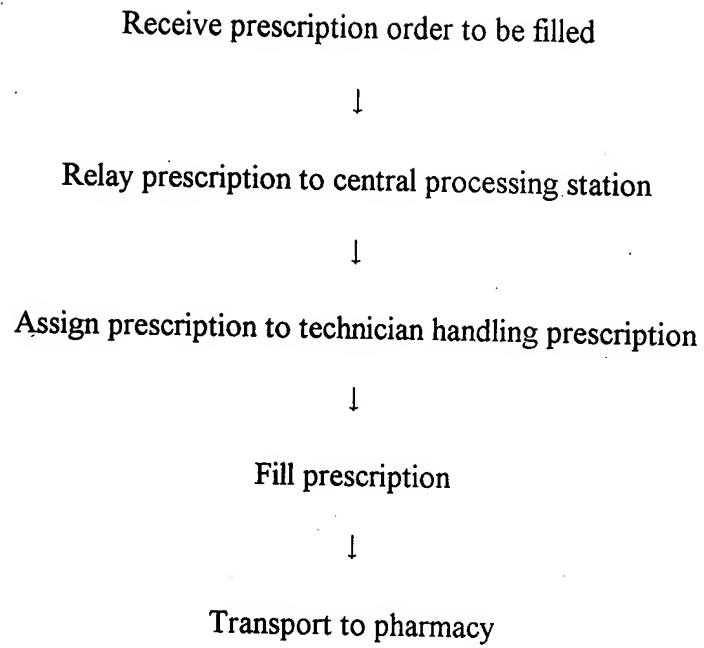 Receive prescription order to be filled
↓
Relay prescription to central processing station
↓
Assign prescription to technician handling prescription
↓
Fill prescription
↓
Transport to pharmacy